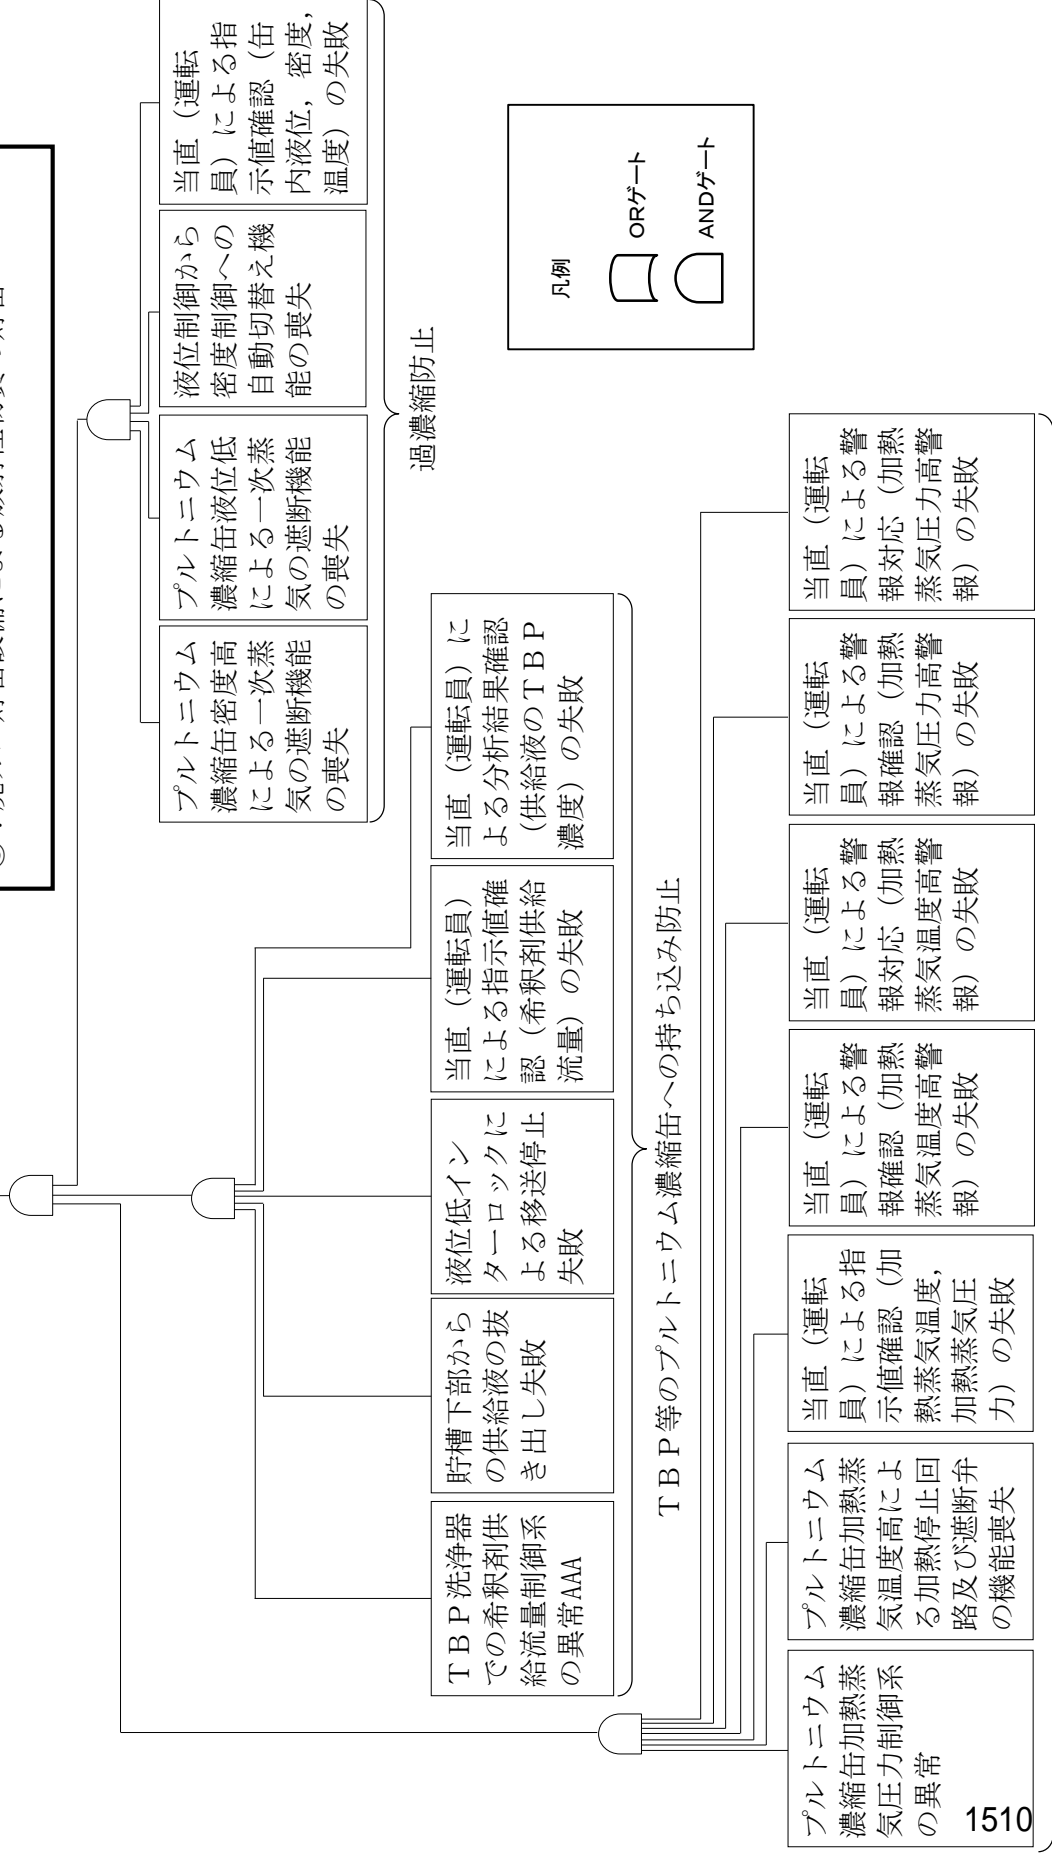 プルトニウム
濃縮缶密度高
による一次蒸
気の遮断機能
の喪失
プルトニウム
濃縮缶液位低
による一次蒸
気の遮断機能
の喪失
液位制御から
密度制御への
自動切替え機
能の喪失
当直（運転
員）による指
示値確認（缶
内液位，密度，
温度）の失敗
過濃縮防止
ＴＢＰ洗浄器
での希釈剤供
給流量制御系
の異常AAA
貯槽下部から
の供給液の抜
き出し失敗
液位低イン
ターロックに
よる移送停止
失敗
当直（運転員）
による指示値確
認（希釈剤供給
流量）の失敗
当直（運転員）に
よる分析結果確認
（供給液のＴＢＰ
濃度）の失敗
ＴＢＰ等のプルトニウム濃縮缶への持ち込み防止
プルトニウム
濃縮缶加熱蒸
気圧力制御系
の異常
プルトニウム
濃縮缶加熱蒸
気温度高によ
る加熱停止回
路及び遮断弁
の機能喪失
当直（運転
員）による指
示値確認（加
熱蒸気温度，
加熱蒸気圧
力）の失敗
当直（運転
員）による警
報確認（加熱
蒸気温度高警
報）の失敗
当直（運転
員）による警
報対応（加熱
蒸気温度高警
報）の失敗
当直（運転
員）による警
報確認（加熱
蒸気圧力高警
報）の失敗
当直（運転
員）による警
報対応（加熱
蒸気圧力高警
報）の失敗
凡例
ORゲート
ANDゲート
1510